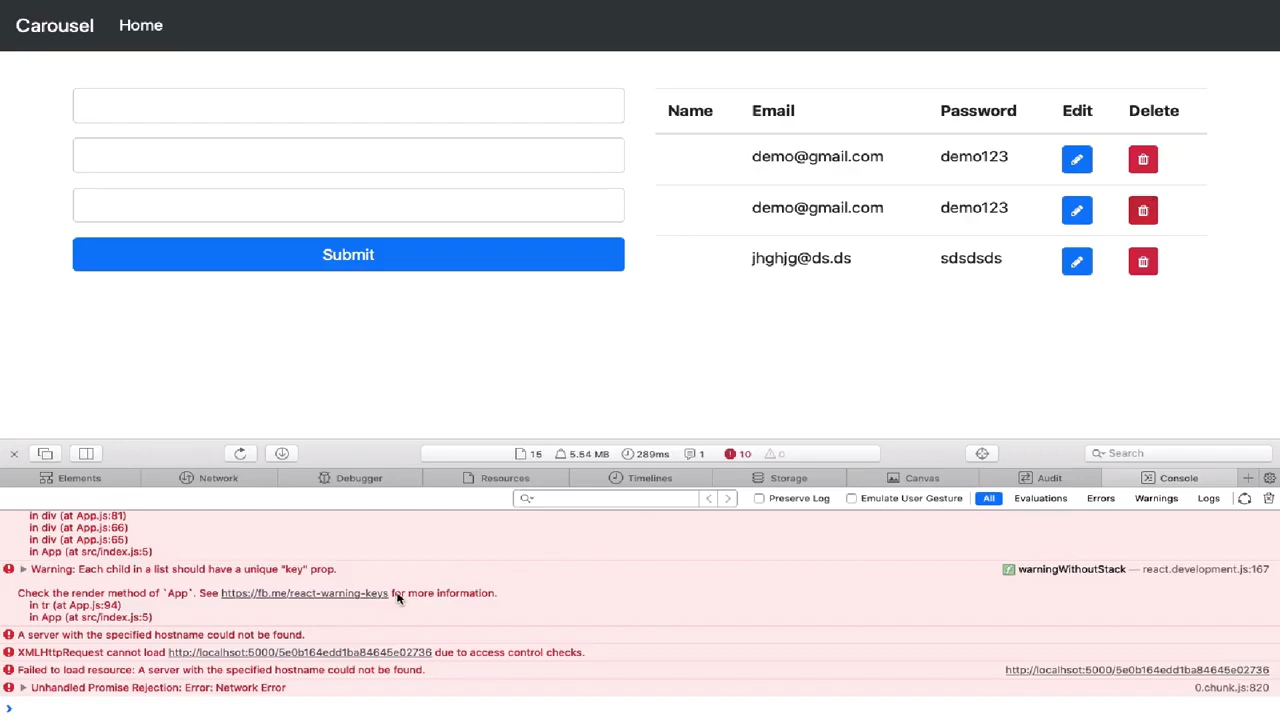 Carousel Home
Submit
Name Email Password Edit Delete
demo@gmail.com demo123
demo@gmail.com demo123
jhghjg@ds.ds sdsdsds
15 5.54 MB 289ms 1 10 0 Search
Elements Network Debugger Resources Timelines Storage Canvas Audit Console
Preserve Log Emulate User Gesture All Evaluations Errors Warnings Logs
in div (at App.js:81)
in div (at App.js:66)
in div (at App.js:65)
in App (at src/index.js:5)
Warning: Each child in a list should have a unique "key" prop. warningWithoutStack — react.development.js:167
Check the render method of `App`. See https://fb.me/react-warning-keys for more information.
in tr (at App.js:94)
in App (at src/index.js:5)
A server with the specified hostname could not be found.
XMLHttpRequest cannot load http://localhsot:5000/5e0b164edd1ba84645e02736 due to access control checks.
Failed to load resource: A server with the specified hostname could not be found. http://localhsot:5000/5e0b164edd1ba84645e02736
Unhandled Promise Rejection: Error: Network Error 0.chunk.js:820